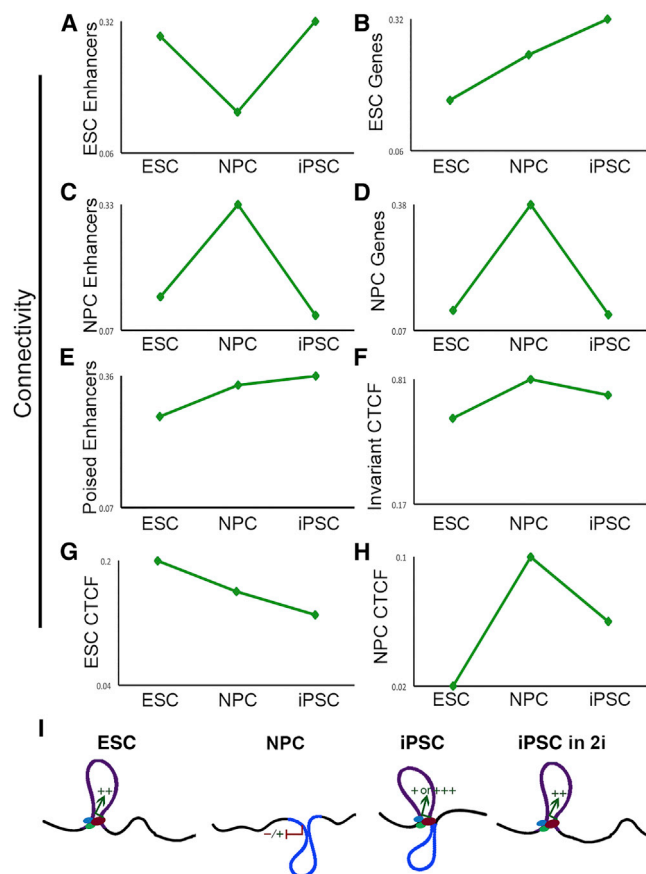 A
B
0.32
0.32
ESC Enhancers
ESC Genes
0.06
0.06
ESC NPC iPSC
ESC NPC iPSC
C
D
0.33
0.38
NPC Enhancers
NPC Genes
0.07
0.07
ESC NPC iPSC
ESC NPC iPSC
Connectivity
E
F
0.36
0.81
Poised Enhancers
Invariant CTCF
0.07
0.17
ESC NPC iPSC
ESC NPC iPSC
G
H
0.2
0.1
ESC CTCF
NPC CTCF
0.04
0.02
ESC NPC iPSC
ESC NPC iPSC
I
ESC
NPC
iPSC
iPSC in 2i
++
−/+
+ or +++
++